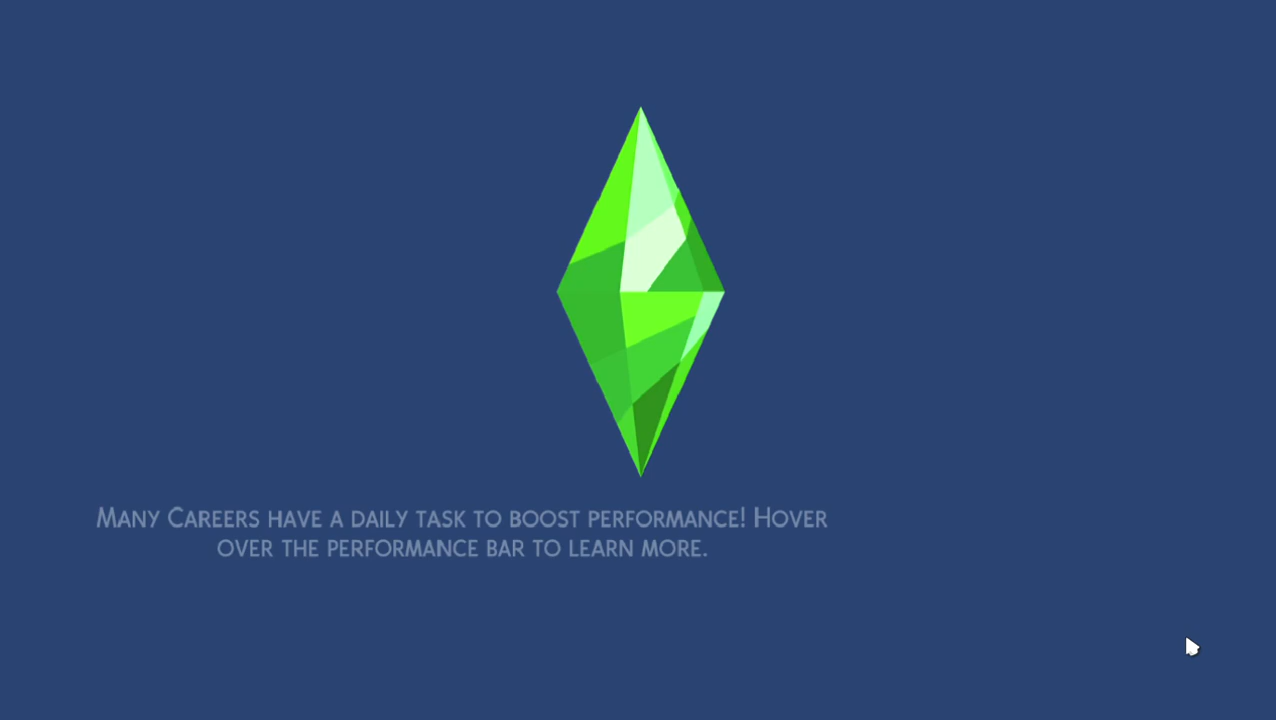 Many Careers have a daily task to boost performance! Hover
over the performance bar to learn more.